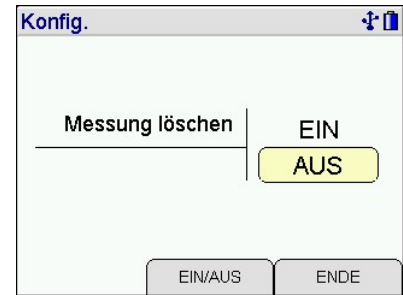 Konfig.
Messung löschen
EIN
AUS
EIN/AUS
ENDE